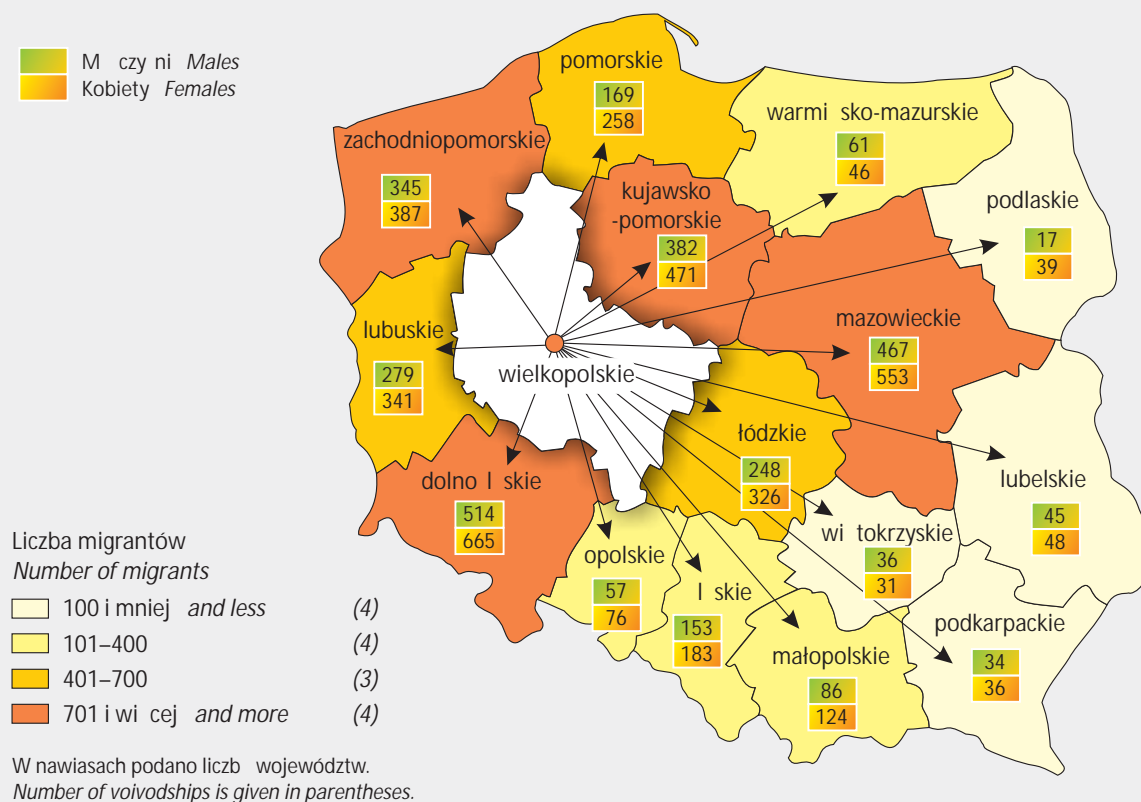 M czy ni Males
Kobiety Females
pomorskie
169
258
warmi sko-mazurskie
61
46
zachodniopomorskie
345
387
kujawsko
-pomorskie
382
471
podlaskie
17
39
lubuskie
279
341
mazowieckie
467
553
wielkopolskie
łódzkie
248
326
dolno l skie
514
665
lubelskie
45
48
wi tokrzyskie
36
31
opolskie
57
76
l skie
153
183
małopolskie
86
124
podkarpackie
34
36
Liczba migrantów
Number of migrants
100 i mniej and less (4)
101–400 (4)
401–700 (3)
701 i wi cej and more (4)
W nawiasach podano liczb województw.
Number of voivodships is given in parentheses.